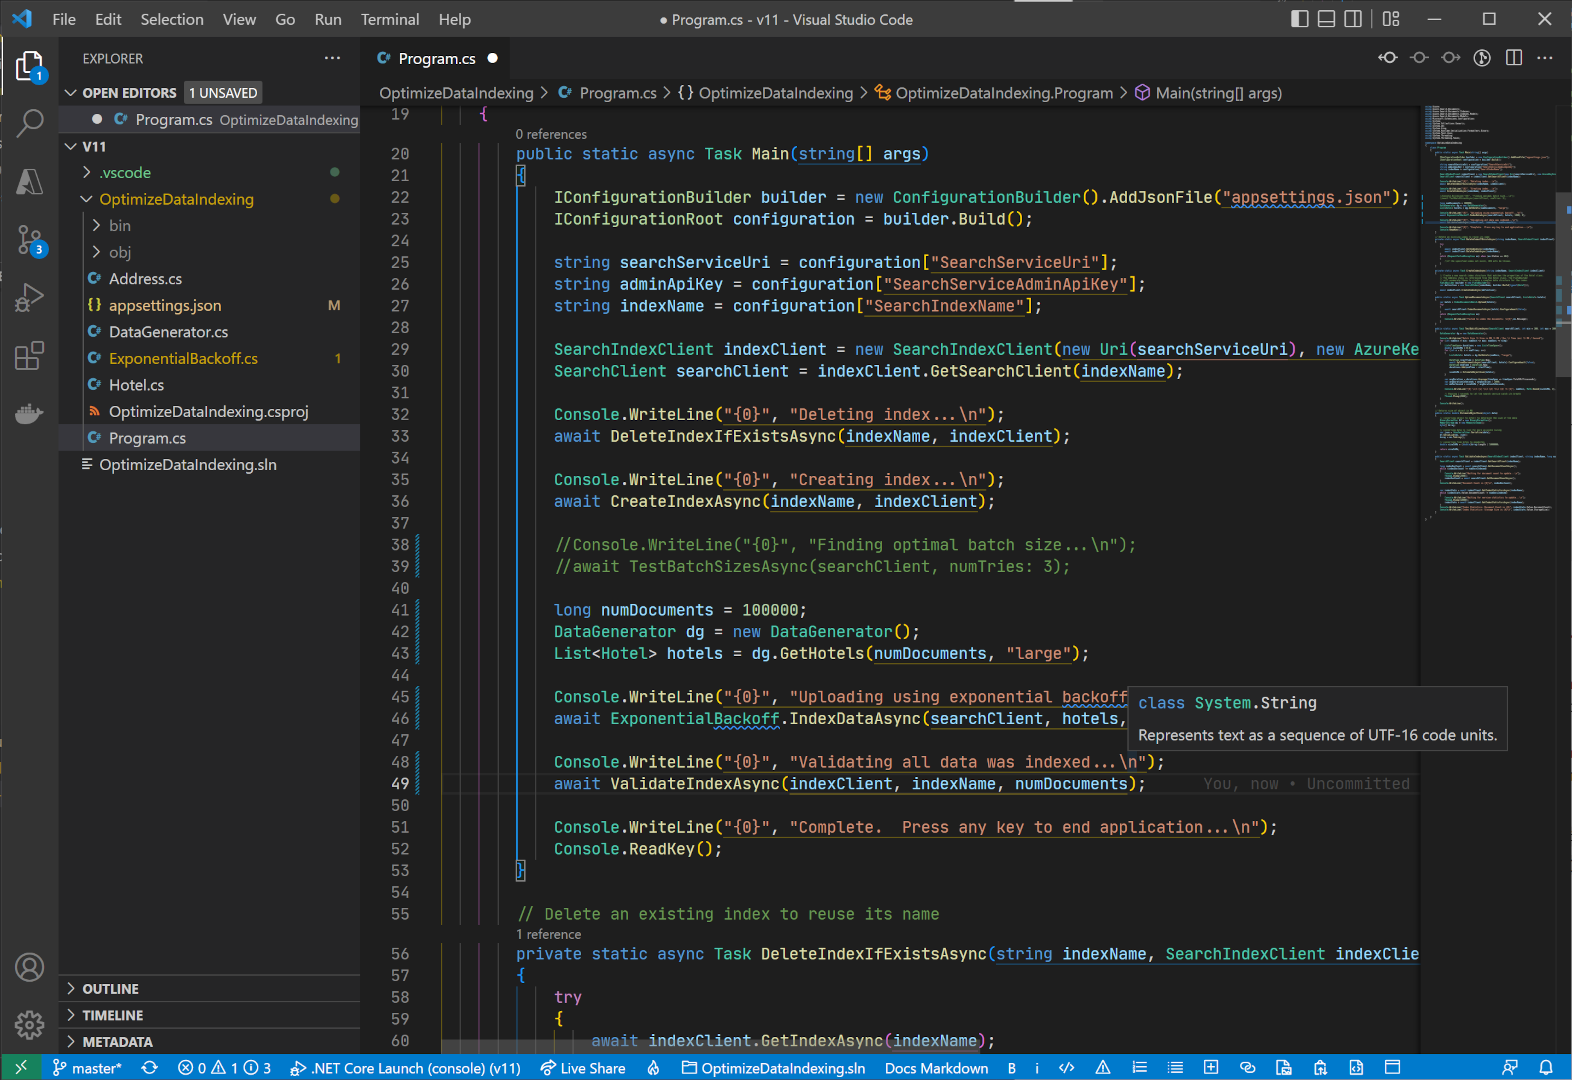 File Edit Selection View Go Run Terminal Help
● Program.cs - v11 - Visual Studio Code
EXPLORER
Program.cs
OPEN EDITORS 1 UNSAVED
OptimizeDataIndexing > Program.cs > {} OptimizeDataIndexing > OptimizeDataIndexing.Program > Main(string[] args)
Program.cs OptimizeDataIndexing
V11
.vscode
OptimizeDataIndexing
bin
obj
Address.cs
appsettings.json M
DataGenerator.cs
ExponentialBackoff.cs 1
Hotel.cs
OptimizeDataIndexing.csproj
Program.cs
OptimizeDataIndexing.sln
OUTLINE
TIMELINE
METADATA
1
3
19 {
0 references
20 public static async Task Main(string[] args)
21 {
22 IConfigurationBuilder builder = new ConfigurationBuilder().AddJsonFile("appsettings.json");
23 IConfigurationRoot configuration = builder.Build();
24
25 string searchServiceUri = configuration["SearchServiceUri"];
26 string adminApiKey = configuration["SearchServiceAdminApiKey"];
27 string indexName = configuration["SearchIndexName"];
28
29 SearchIndexClient indexClient = new SearchIndexClient(new Uri(searchServiceUri), new AzureKe
30 SearchClient searchClient = indexClient.GetSearchClient(indexName);
31
32 Console.WriteLine("{0}", "Deleting index...\n");
33 await DeleteIndexIfExistsAsync(indexName, indexClient);
34
35 Console.WriteLine("{0}", "Creating index...\n");
36 await CreateIndexAsync(indexName, indexClient);
37
38 //Console.WriteLine("{0}", "Finding optimal batch size...\n");
39 //await TestBatchSizesAsync(searchClient, numTries: 3);
40
41 long numDocuments = 100000;
42 DataGenerator dg = new DataGenerator();
43 List<Hotel> hotels = dg.GetHotels(numDocuments, "large");
44
45 Console.WriteLine("{0}", "Uploading using exponential backoff
46 await ExponentialBackoff.IndexDataAsync(searchClient, hotels,
class System.String
Represents text as a sequence of UTF-16 code units.
47
48 Console.WriteLine("{0}", "Validating all data was indexed...\n");
49 await ValidateIndexAsync(indexClient, indexName, numDocuments); You, now • Uncommitted
50
51 Console.WriteLine("{0}", "Complete.  Press any key to end application...\n");
52 Console.ReadKey();
53 }
54
55 // Delete an existing index to reuse its name
1 reference
56 private static async Task DeleteIndexIfExistsAsync(string indexName, SearchIndexClient indexClie
57 {
58 try
59 {
60 await indexClient.GetIndexAsync(indexName);
master* 0 1 3 .NET Core Launch (console) (v11) Live Share OptimizeDataIndexing.sln Docs Markdown B i